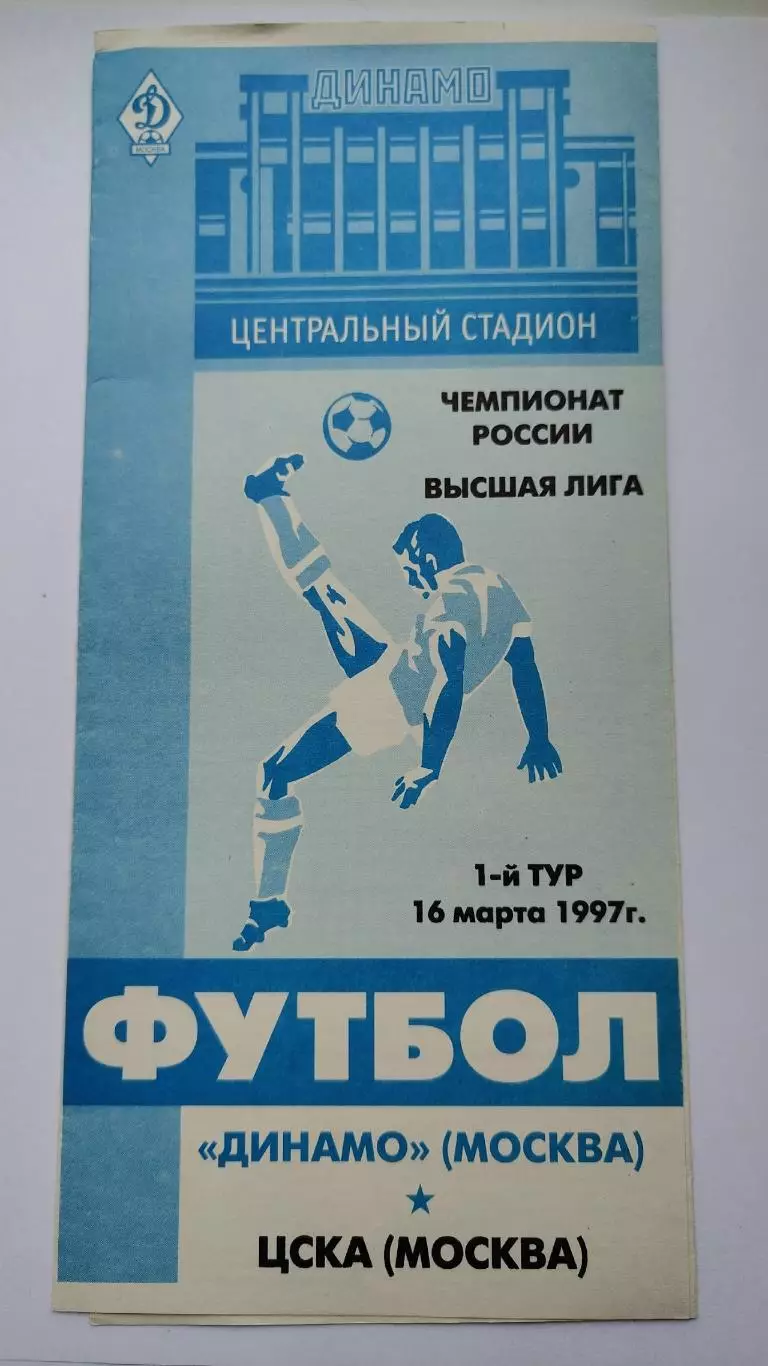 Д
МОСКВА
ДИНАМО
ЦЕНТРАЛЬНЫЙ СТАДИОН
ЧЕМПИОНАТ
РОССИИ
ВЫСШАЯ ЛИГА
1-й ТУР
16 марта 1997г.
ФУТБОЛ
«ДИНАМО» (МОСКВА)
ЦСКА (МОСКВА)